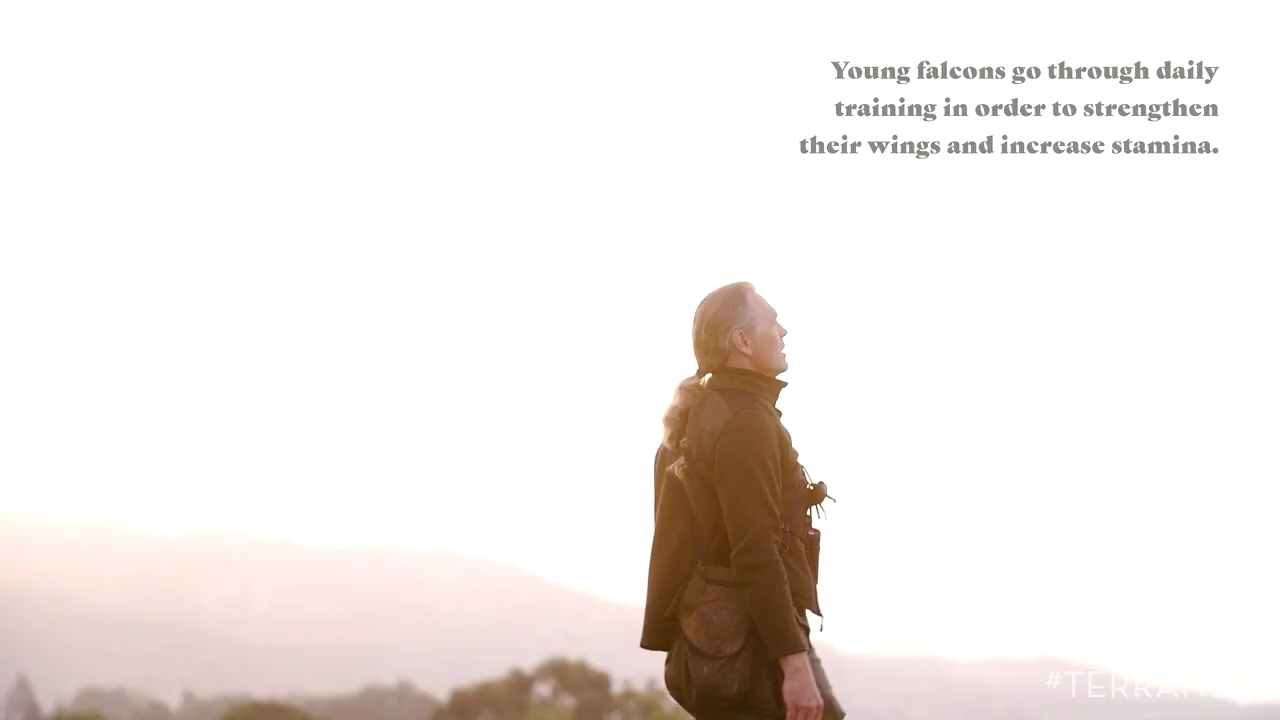 Young falcons go through daily
training in order to strengthen
their wings and increase stamina.